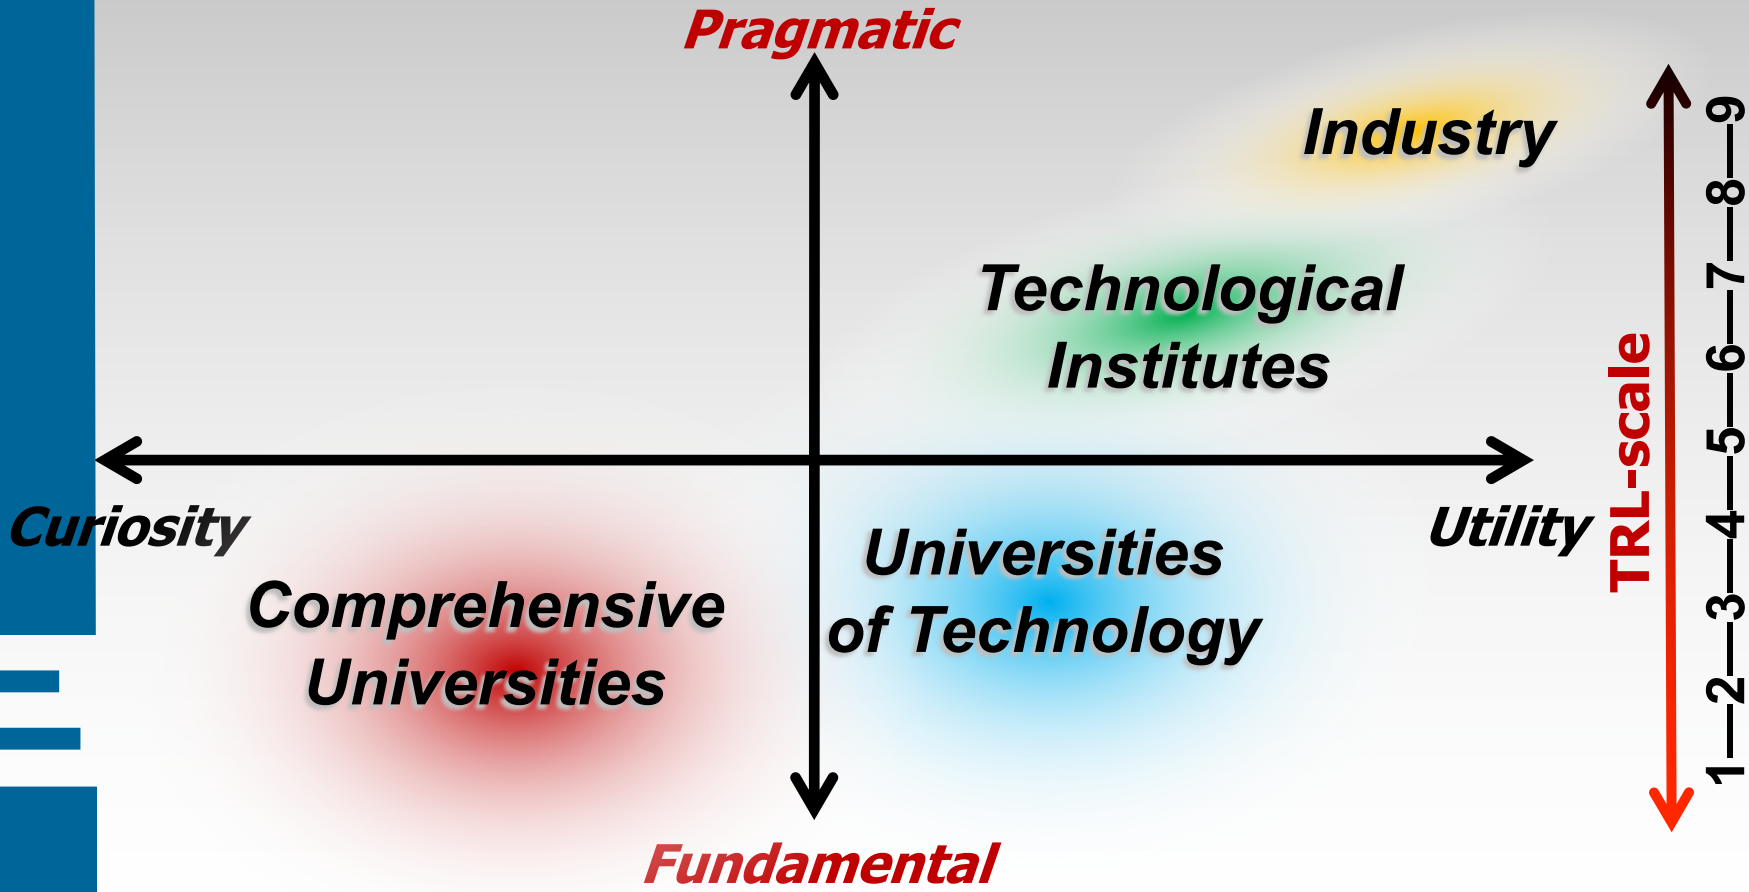 Pragmatic
Industry
Technological
Institutes
Curiosity
Utility
Comprehensive
Universities
Universities
of Technology
Fundamental
TRL-scale
1—2—3—4—5—6—7—8—9